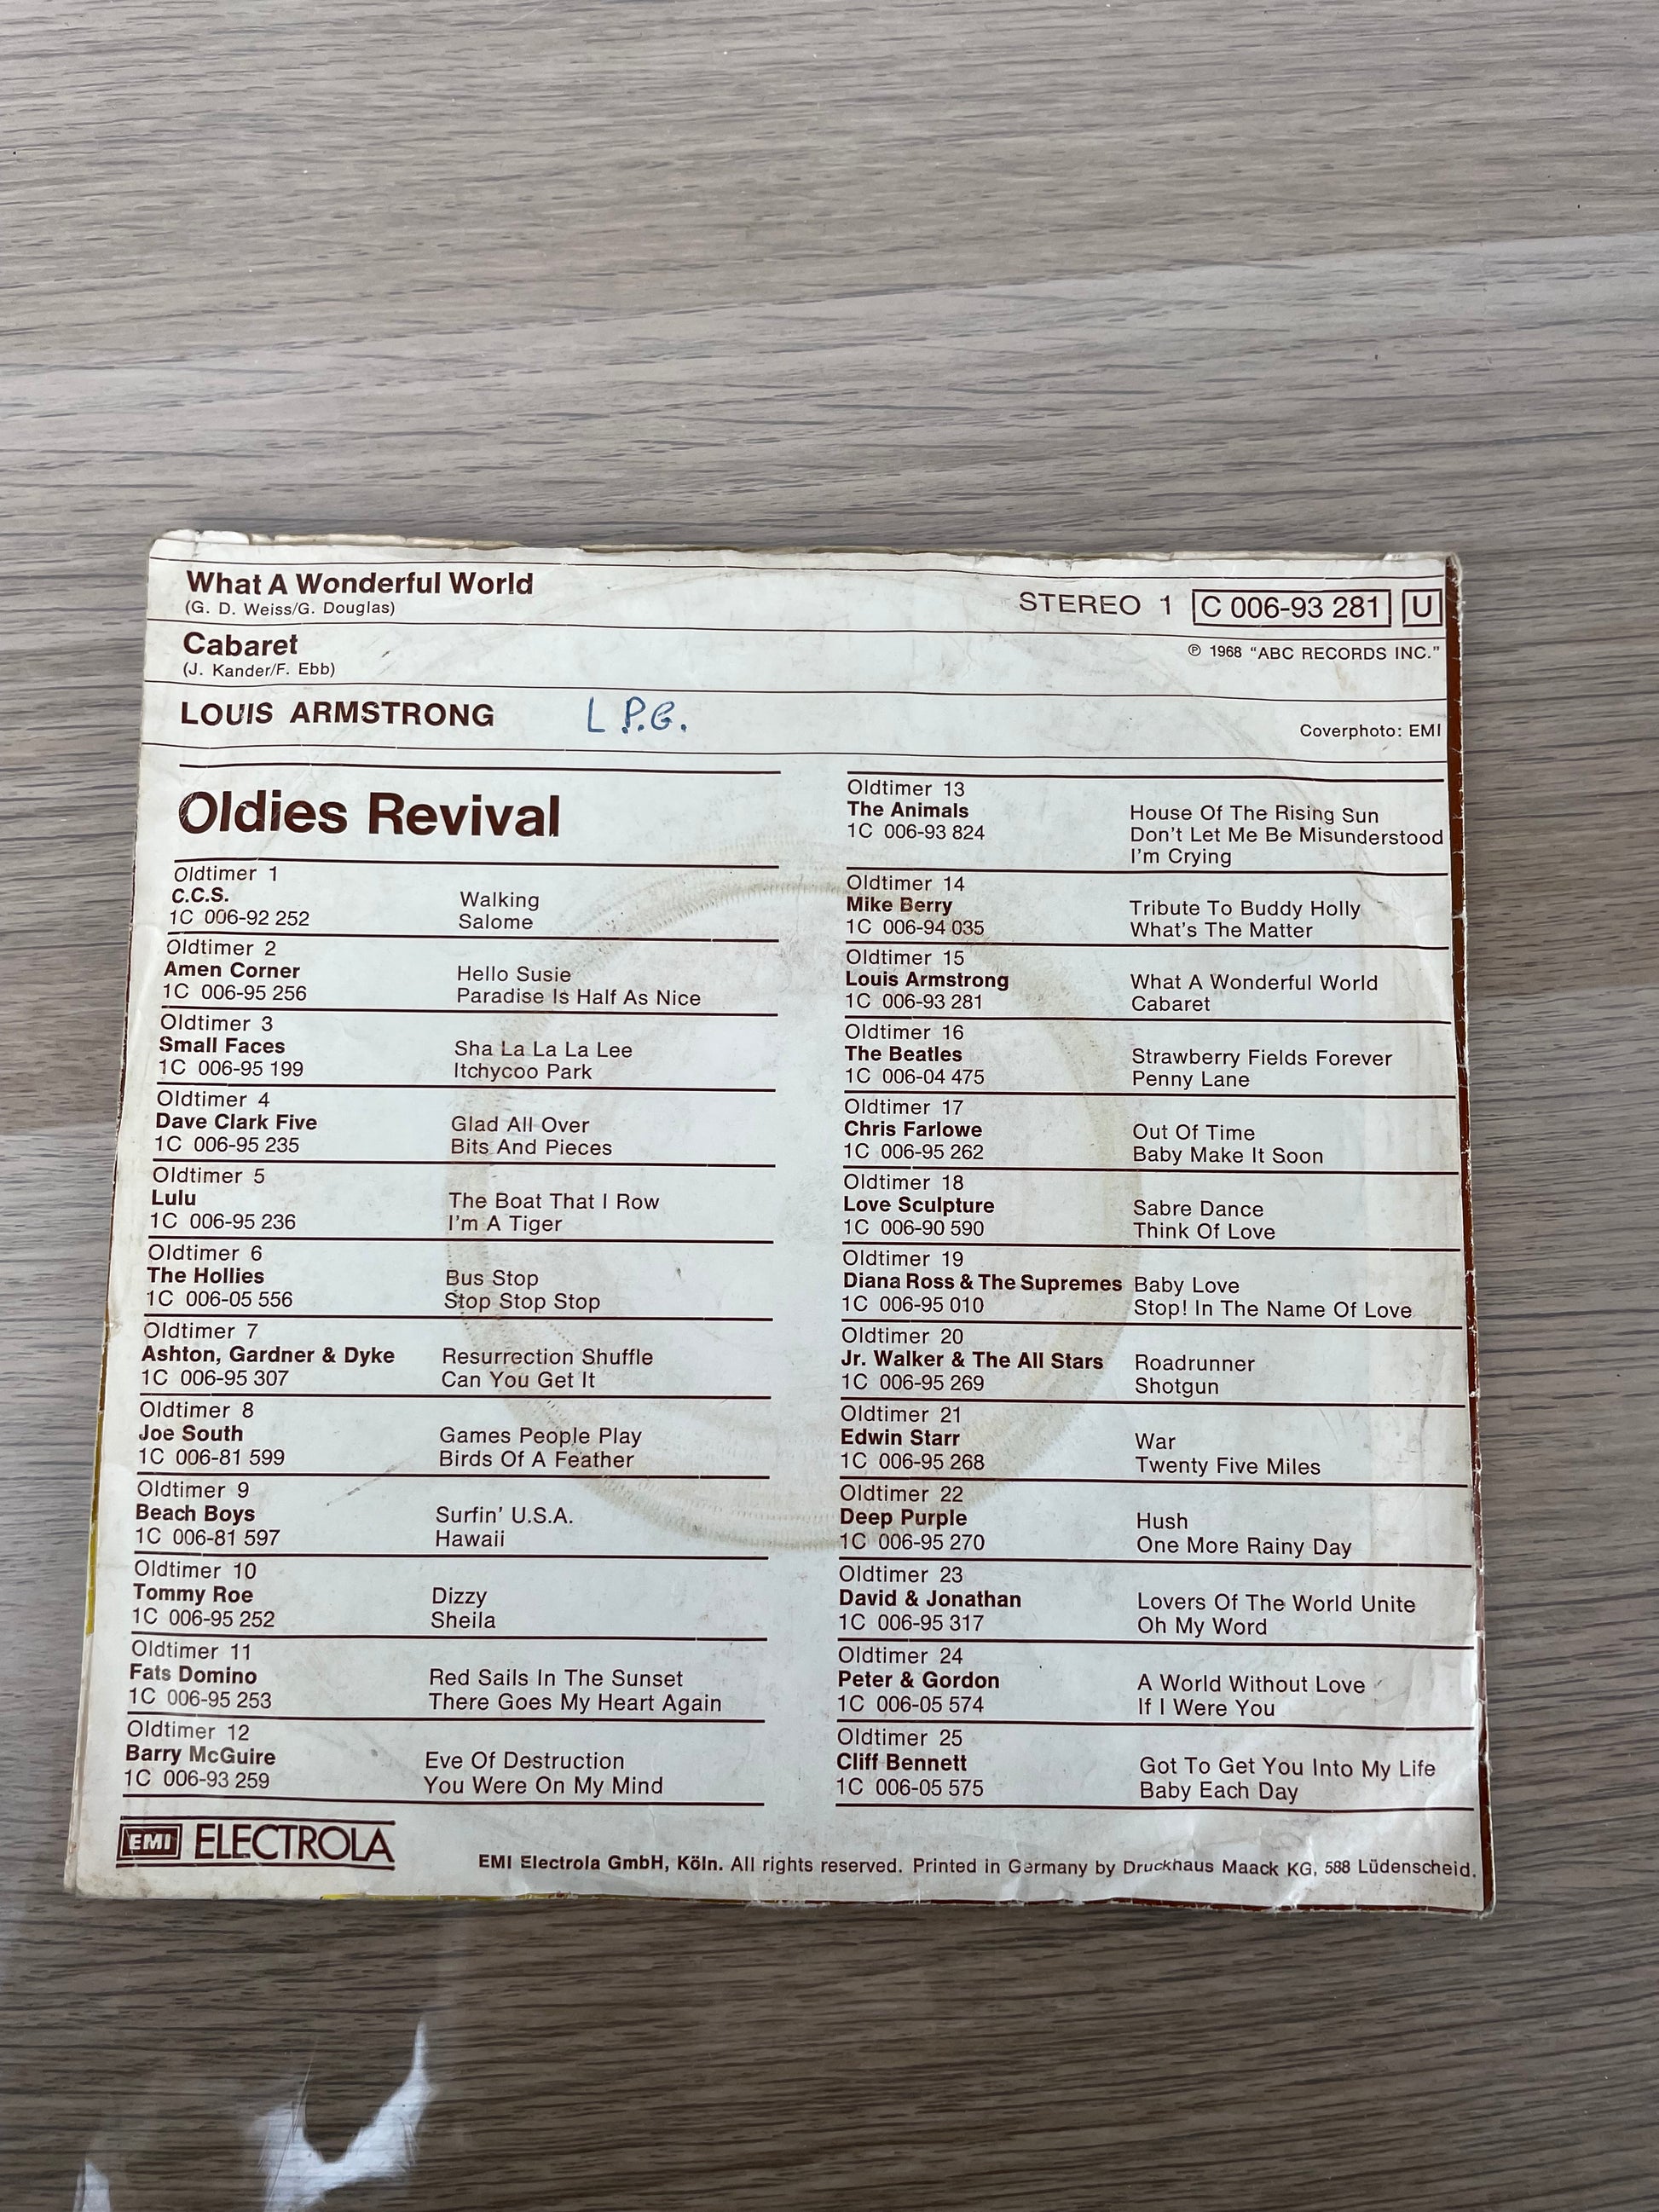 What A Wonderful World
(G. D. Weiss/G. Douglas)
STEREO 1 C 006-93 281 U
Cabaret
(J. Kander/F. Ebb)
℗ 1968 “ABC RECORDS INC.”
LOUIS ARMSTRONG
L.P.G.
Coverphoto: EMI
Oldies Revival
Oldtimer 1
C.C.S.
1C 006-92 252
Walking
Salome
Oldtimer 2
Amen Corner
1C 006-95 256
Hello Susie
Paradise Is Half As Nice
Oldtimer 3
Small Faces
1C 006-95 199
Sha La La La Lee
Itchycoo Park
Oldtimer 4
Dave Clark Five
1C 006-95 235
Glad All Over
Bits And Pieces
Oldtimer 5
Lulu
1C 006-95 236
The Boat That I Row
I'm A Tiger
Oldtimer 6
The Hollies
1C 006-05 556
Bus Stop
Stop Stop Stop
Oldtimer 7
Ashton, Gardner & Dyke
1C 006-95 307
Resurrection Shuffle
Can You Get It
Oldtimer 8
Joe South
1C 006-81 599
Games People Play
Birds Of A Feather
Oldtimer 9
Beach Boys
1C 006-81 597
Surfin' U.S.A.
Hawaii
Oldtimer 10
Tommy Roe
1C 006-95 252
Dizzy
Sheila
Oldtimer 11
Fats Domino
1C 006-95 253
Red Sails In The Sunset
There Goes My Heart Again
Oldtimer 12
Barry McGuire
1C 006-93 259
Eve Of Destruction
You Were On My Mind
Oldtimer 13
The Animals
1C 006-93 824
House Of The Rising Sun
Don't Let Me Be Misunderstood
I'm Crying
Oldtimer 14
Mike Berry
1C 006-94 035
Tribute To Buddy Holly
What's The Matter
Oldtimer 15
Louis Armstrong
1C 006-93 281
What A Wonderful World
Cabaret
Oldtimer 16
The Beatles
1C 006-04 475
Strawberry Fields Forever
Penny Lane
Oldtimer 17
Chris Farlowe
1C 006-95 262
Out Of Time
Baby Make It Soon
Oldtimer 18
Love Sculpture
1C 006-90 590
Sabre Dance
Think Of Love
Oldtimer 19
Diana Ross & The Supremes
1C 006-95 010
Baby Love
Stop! In The Name Of Love
Oldtimer 20
Jr. Walker & The All Stars
1C 006-95 269
Roadrunner
Shotgun
Oldtimer 21
Edwin Starr
1C 006-95 268
War
Twenty Five Miles
Oldtimer 22
Deep Purple
1C 006-95 270
Hush
One More Rainy Day
Oldtimer 23
David & Jonathan
1C 006-95 317
Lovers Of The World Unite
Oh My Word
Oldtimer 24
Peter & Gordon
1C 006-05 574
A World Without Love
If I Were You
Oldtimer 25
Cliff Bennett
1C 006-05 575
Got To Get You Into My Life
Baby Each Day
EMI ELECTROLA
EMI Electrola GmbH, Köln. All rights reserved. Printed in Germany by Druckhaus Maack KG, 588 Lüdenscheid.